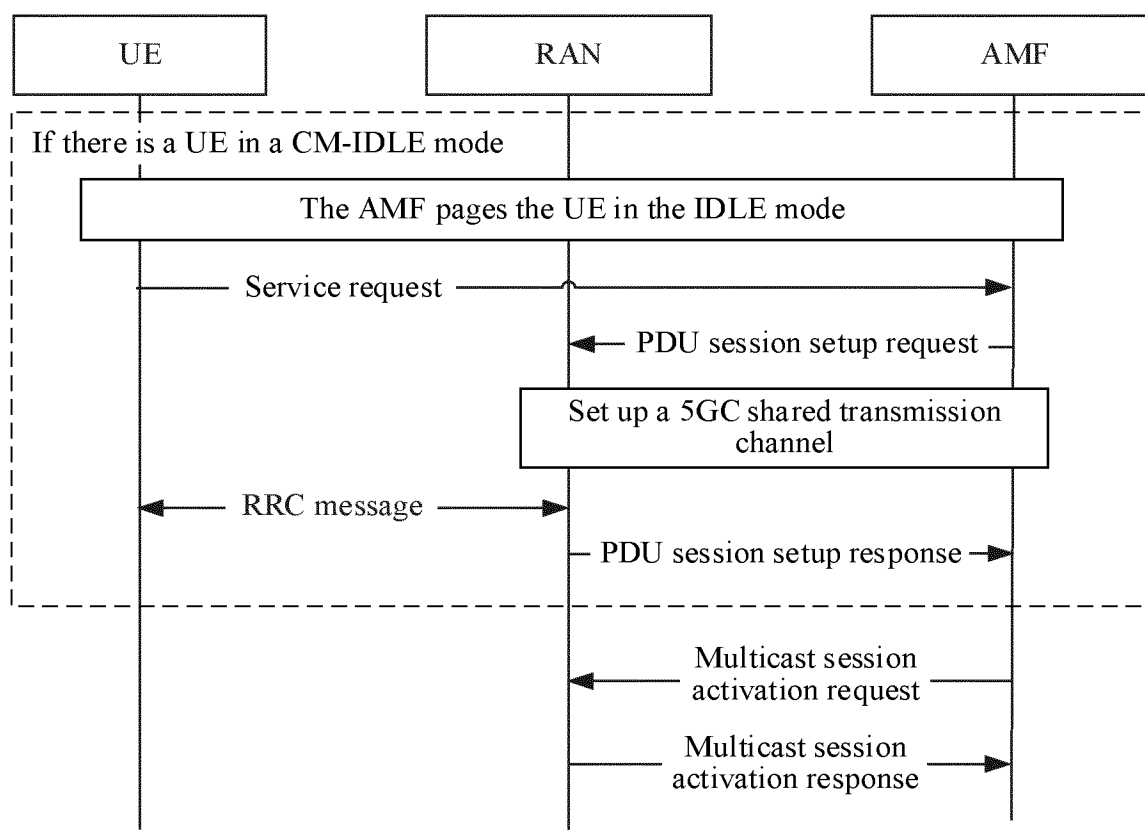 UE
RAN
AMF
If there is a UE in a CM-IDLE mode
The AMF pages the UE in the IDLE mode
Service request
PDU session setup request
Set up a 5GC shared transmission
channel
RRC message
PDU session setup response
Multicast session
activation request
Multicast session
activation response